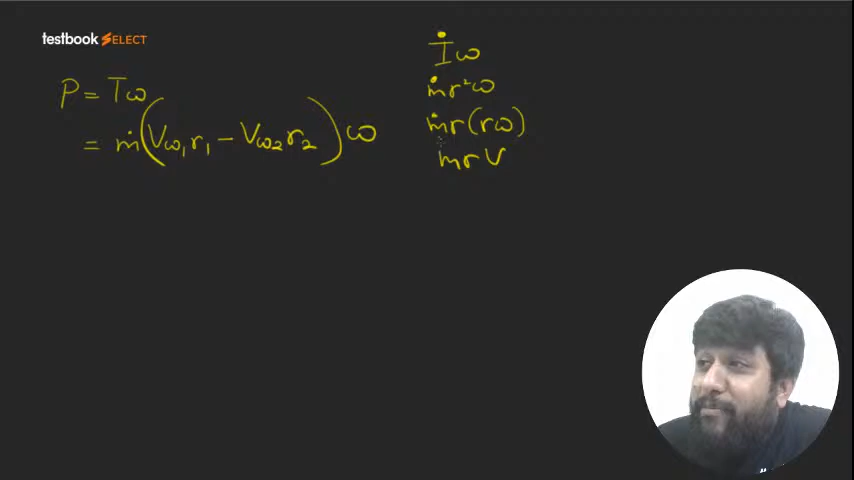 testbook SELECT
P = Tω
= ṁ(Vω₁r₁ − Vω₂r₂)ω
İω
ṁr²ω
ṁr(rω)
ṁrV